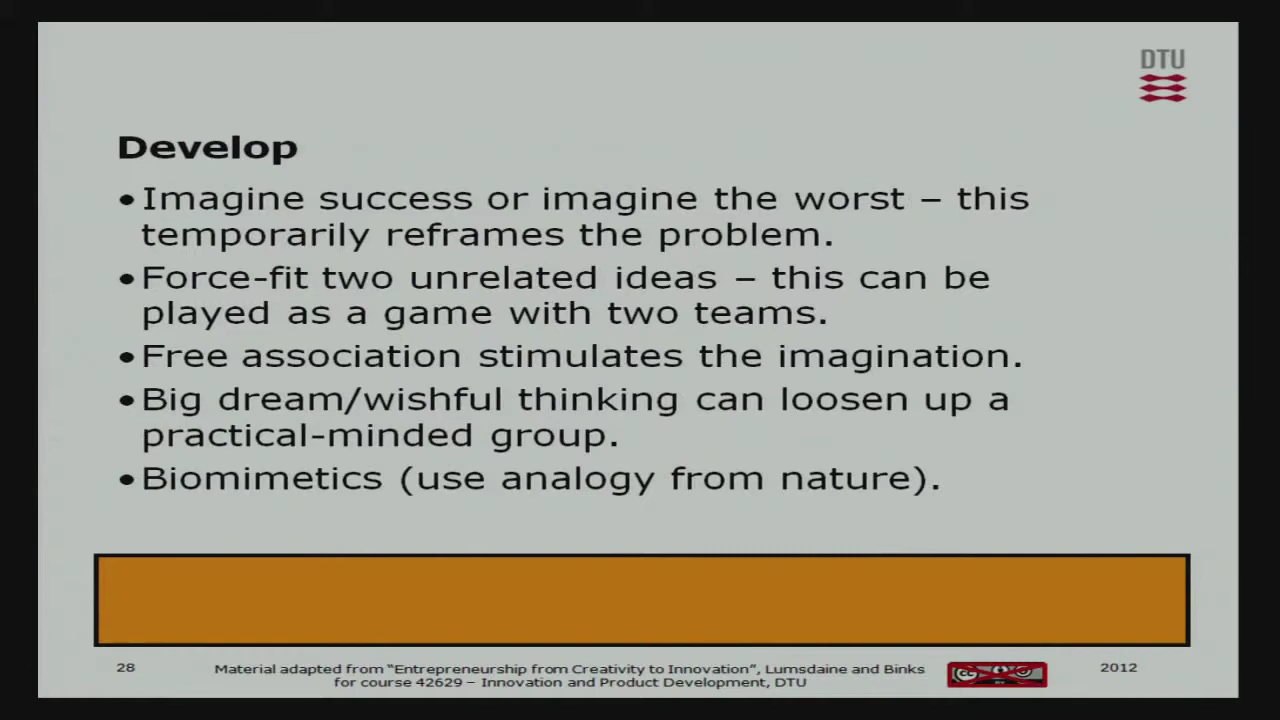 DTU
Develop
•Imagine success or imagine the worst – this
temporarily reframes the problem.
•Force-fit two unrelated ideas – this can be
played as a game with two teams.
•Free association stimulates the imagination.
•Big dream/wishful thinking can loosen up a
practical-minded group.
•Biomimetics (use analogy from nature).
28
Material adapted from “Entrepreneurship from Creativity to Innovation”, Lumsdaine and Binks
for course 42629 – Innovation and Product Development, DTU
cc
BY
2012